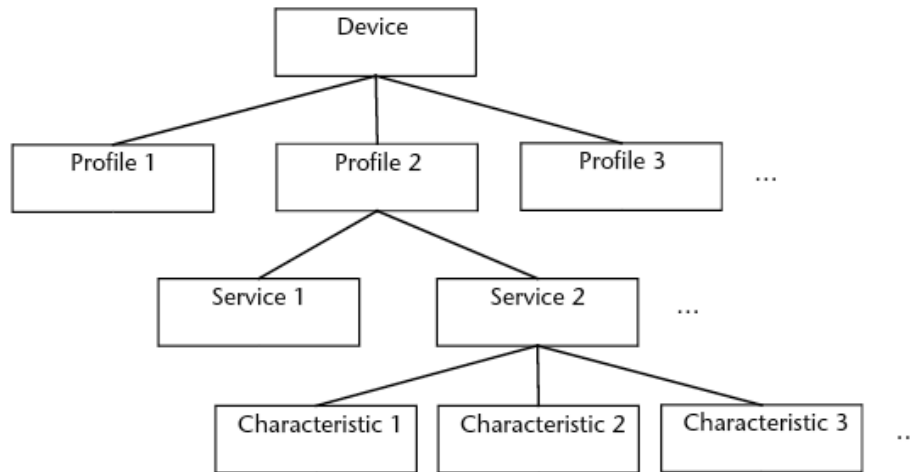 Device
Profile 1 Profile 2 Profile 3 ...
Service 1 Service 2 ...
Characteristic 1 Characteristic 2 Characteristic 3 ..